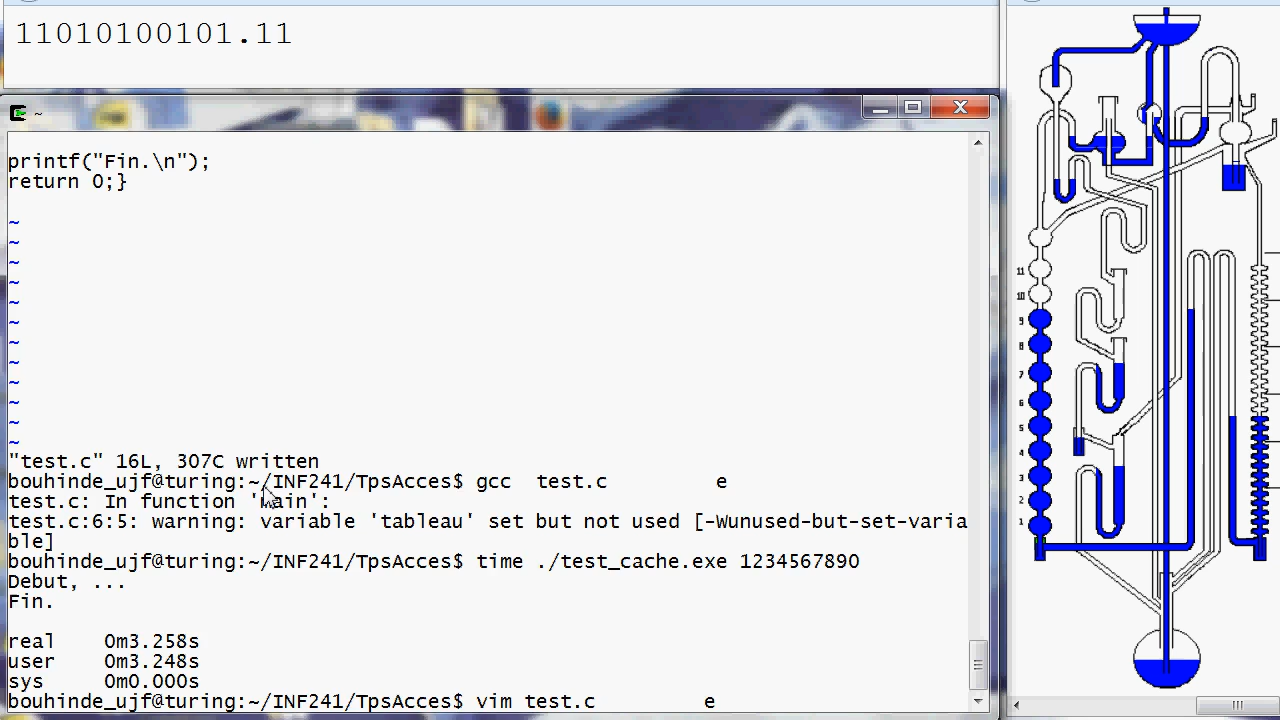 11010100101.11
~
printf("Fin.\n");
return 0;}
~
~
~
~
~
~
~
~
~
~
~
~
"test.c" 16L, 307C written
bouhinde_ujf@turing:~/INF241/TpsAcces$ gcc  test.c         e
test.c: In function 'main':
test.c:6:5: warning: variable 'tableau' set but not used [-Wunused-but-set-varia
ble]
bouhinde_ujf@turing:~/INF241/TpsAcces$ time ./test_cache.exe 1234567890
Debut, ...
Fin.
real    0m3.258s
user    0m3.248s
sys     0m0.000s
bouhinde_ujf@turing:~/INF241/TpsAcces$ vim test.c         e
11
10
9
8
7
6
5
4
3
2
1